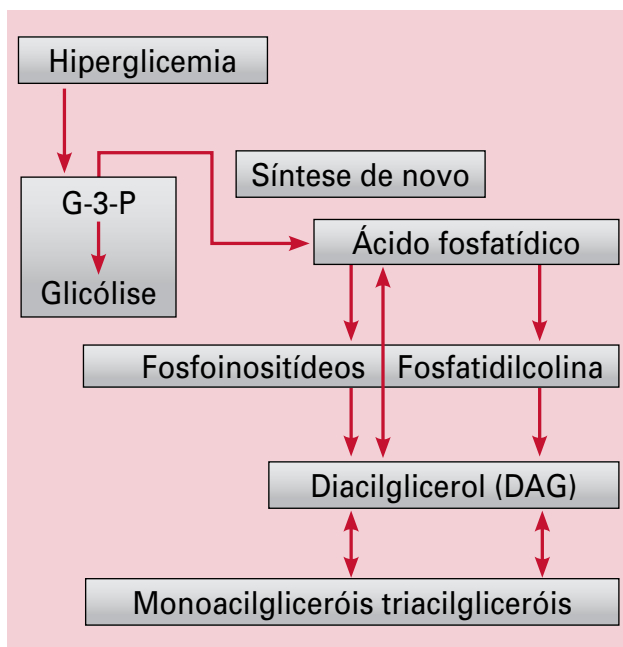 Hiperglicemia
Síntese de novo
G-3-P
Ácido fosfatídico
Glicólise
Fosfoinositídeos Fosfatidilcolina
Diacilglicerol (DAG)
Monoacilgliceróis triacilgliceróis